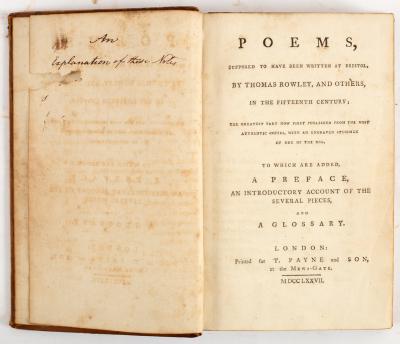 An
Explanation of these Notes
POEMS,
SUPPOSED TO HAVE BEEN WRITTEN AT BRISTOL,
BY THOMAS ROWLEY, AND OTHERS,
IN THE FIFTEENTH CENTURY;
THE GREATEST PART NOW FIRST PUBLISHED FROM THE MOST
AUTHENTIC COPIES, WITH AN ENGRAVED SPECIMEN
OF ONE OF THE MSS.
TO WHICH ARE ADDED,
A PREFACE,
AN INTRODUCTORY ACCOUNT OF THE
SEVERAL PIECES,
AND
A GLOSSARY.
LONDON:
Printed for T. PAYNE and SON,
at the MEWS-GATE.
MDCCLXXVII.